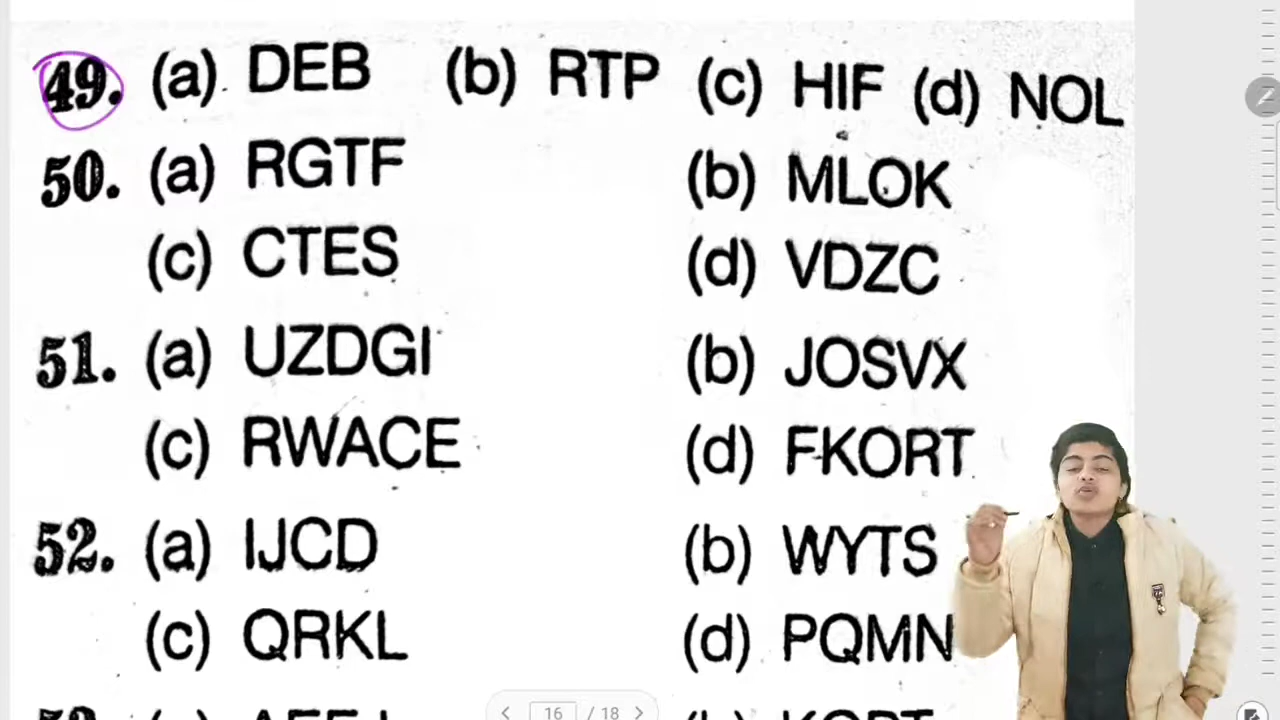 49. (a) DEB (b) RTP (c) HIF (d) NOL
50. (a) RGTF (b) MLOK
(c) CTES (d) VDZC
51. (a) UZDGI (b) JOSVX
(c) RWACE (d) FKORT
52. (a) IJCD (b) WYTS
(c) QRKL (d) PQMN
16 / 18